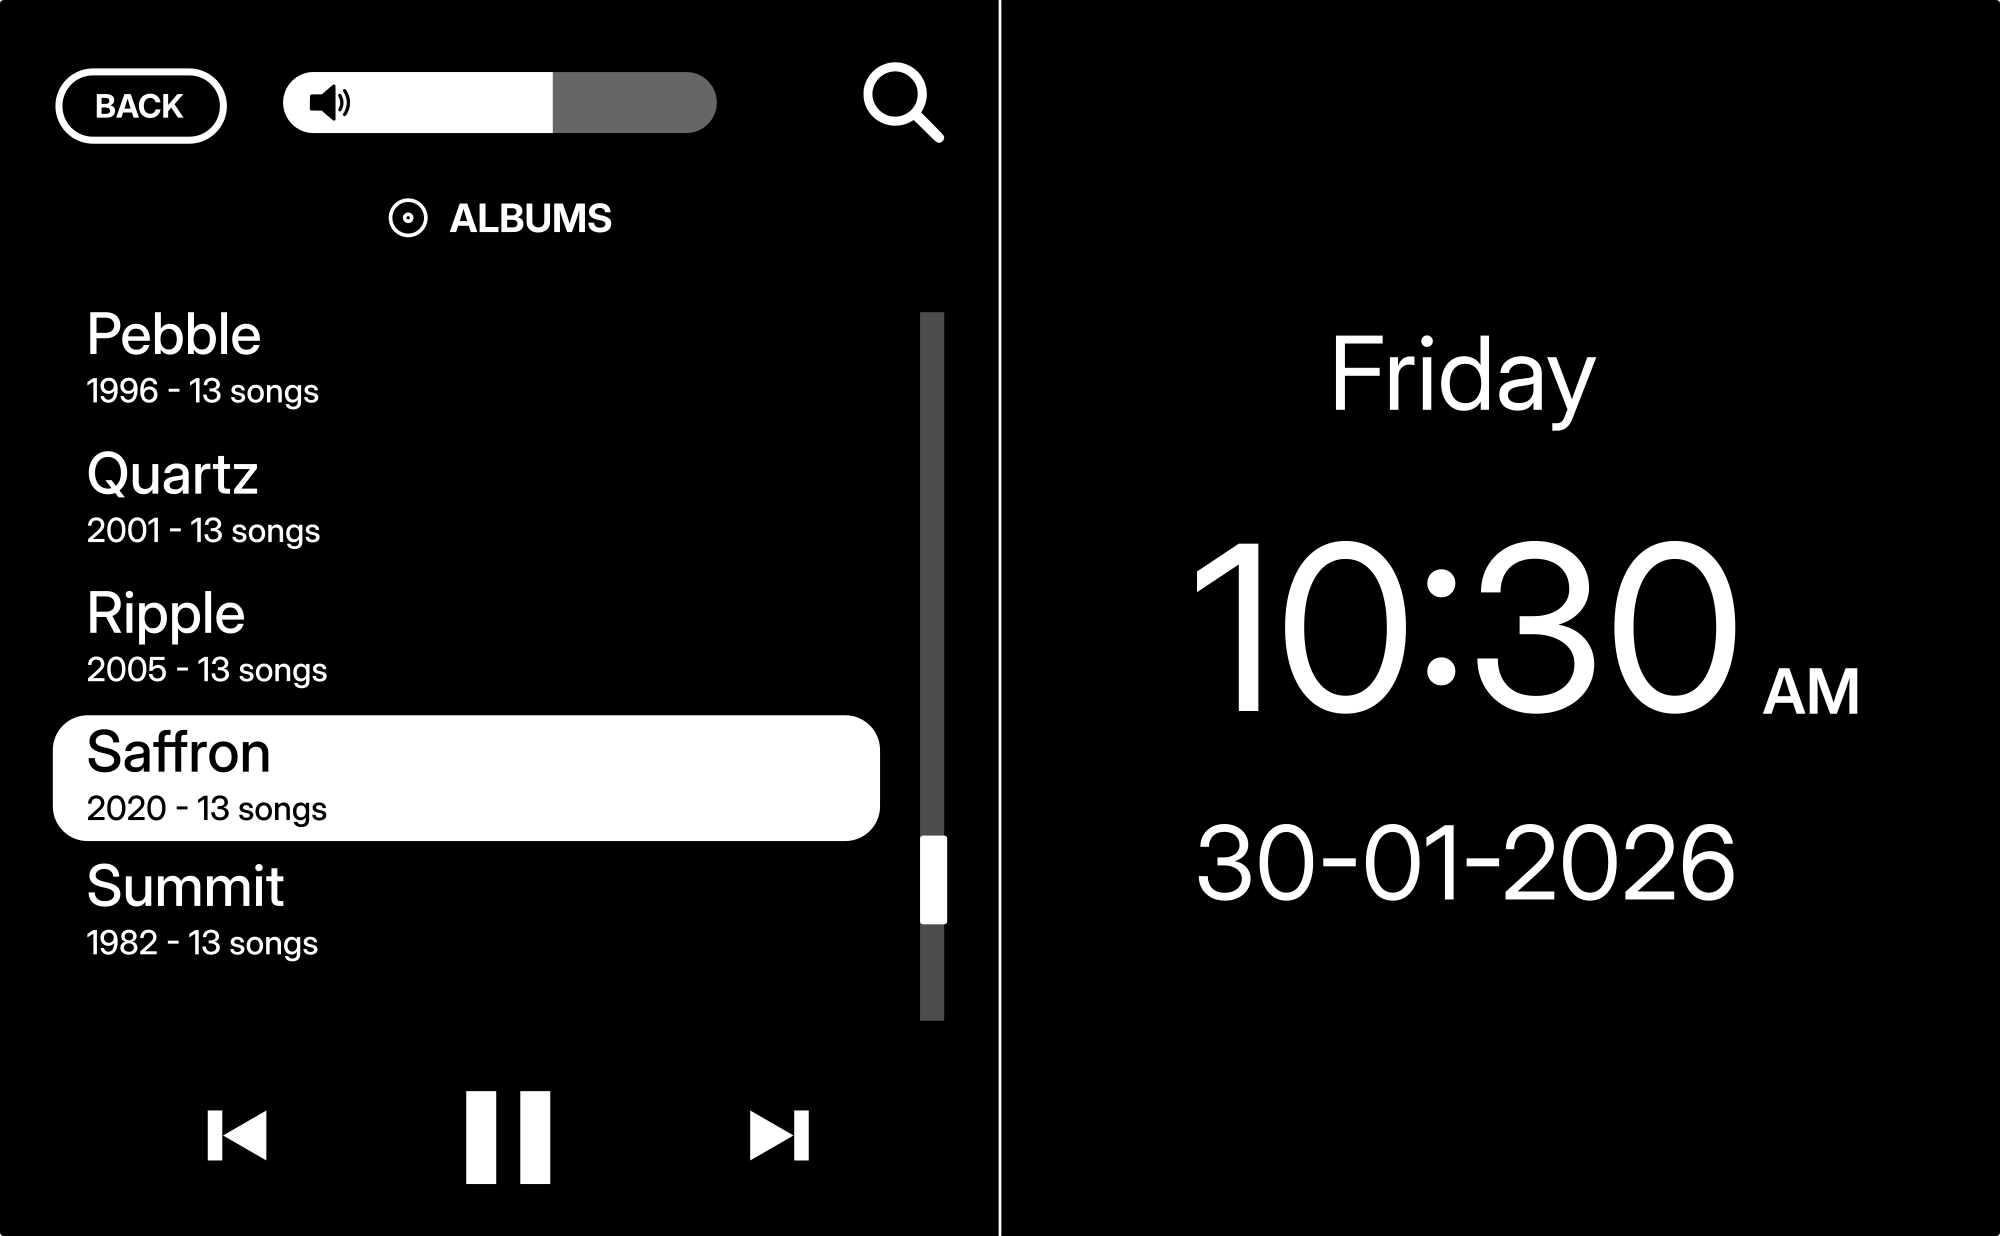 BACK
ALBUMS
Pebble
1996 - 13 songs
Quartz
2001 - 13 songs
Ripple
2005 - 13 songs
Saffron
2020 - 13 songs
Summit
1982 - 13 songs
Friday
10:30 AM
30-01-2026